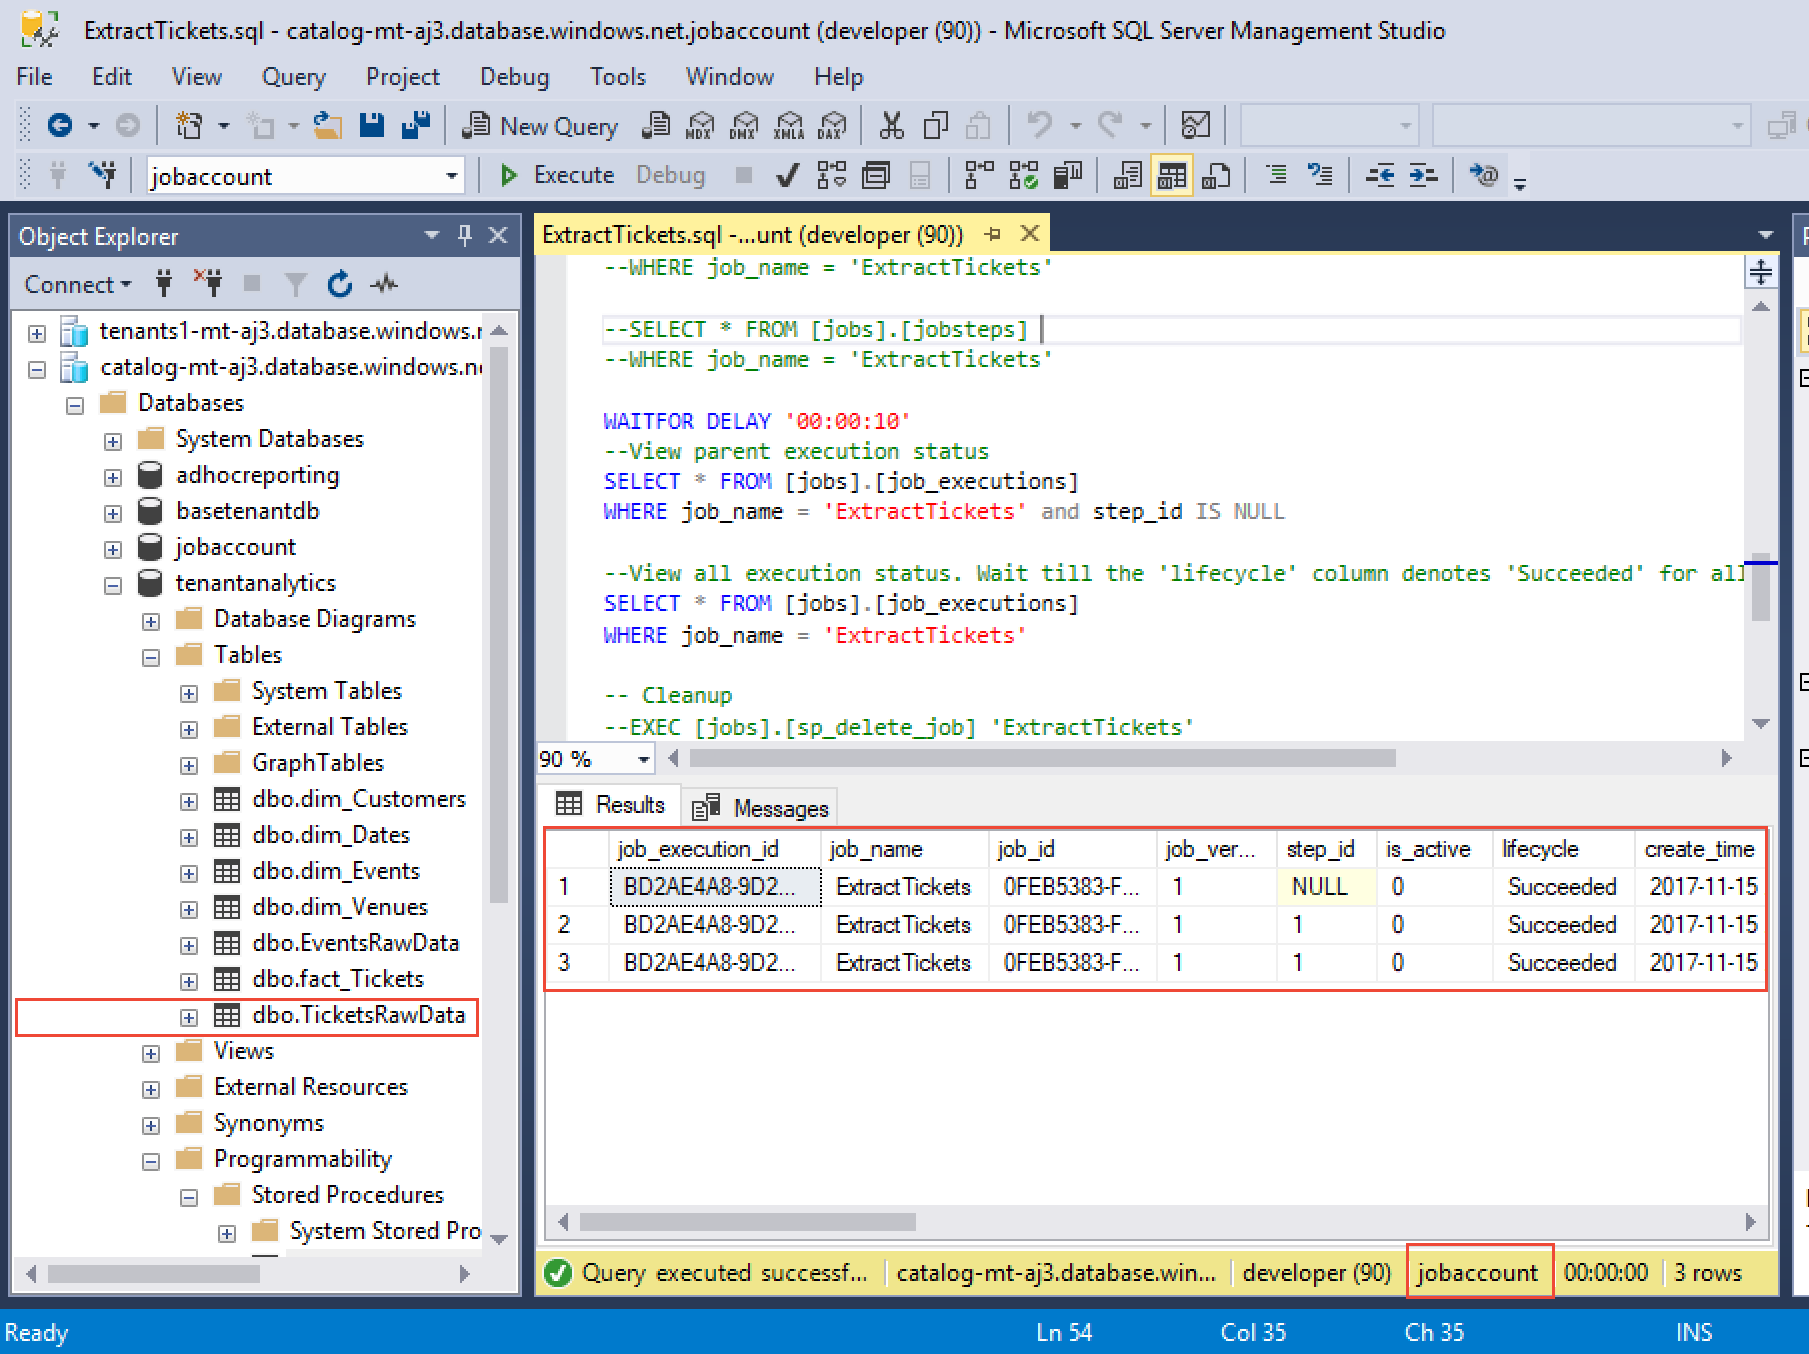 ExtractTickets.sql - catalog-mt-aj3.database.windows.net.jobaccount (developer (90)) - Microsoft SQL Server Management Studio
File Edit View Query Project Debug Tools Window Help
New Query MDX DMX XMLA DAX
jobaccount Execute Debug
Object Explorer
Connect
tenants1-mt-aj3.database.windows.
catalog-mt-aj3.database.windows.
Databases
System Databases
adhocreporting
basetenantdb
jobaccount
tenantanalytics
Database Diagrams
Tables
System Tables
External Tables
GraphTables
dbo.dim_Customers
dbo.dim_Dates
dbo.dim_Events
dbo.dim_Venues
dbo.EventsRawData
dbo.fact_Tickets
dbo.TicketsRawData
Views
External Resources
Synonyms
Programmability
Stored Procedures
System Stored Pro
ExtractTickets.sql -...unt (developer (90))
--WHERE job_name = 'ExtractTickets'
--SELECT * FROM [jobs].[jobsteps]
--WHERE job_name = 'ExtractTickets'
WAITFOR DELAY '00:00:10'
--View parent execution status
SELECT * FROM [jobs].[job_executions]
WHERE job_name = 'ExtractTickets' and step_id IS NULL
--View all execution status. Wait till the 'lifecycle' column denotes 'Succeeded' for all
SELECT * FROM [jobs].[job_executions]
WHERE job_name = 'ExtractTickets'
-- Cleanup
--EXEC [jobs].[sp_delete_job] 'ExtractTickets'
90 %
Results Messages
job_execution_id job_name job_id job_ver... step_id is_active lifecycle create_time
1 BD2AE4A8-9D2... ExtractTickets 0FEB5383-F... 1 NULL 0 Succeeded 2017-11-15
2 BD2AE4A8-9D2... ExtractTickets 0FEB5383-F... 1 1 0 Succeeded 2017-11-15
3 BD2AE4A8-9D2... ExtractTickets 0FEB5383-F... 1 1 0 Succeeded 2017-11-15
Query executed successf... catalog-mt-aj3.database.win... developer (90) jobaccount 00:00:00 3 rows
Ready Ln 54 Col 35 Ch 35 INS